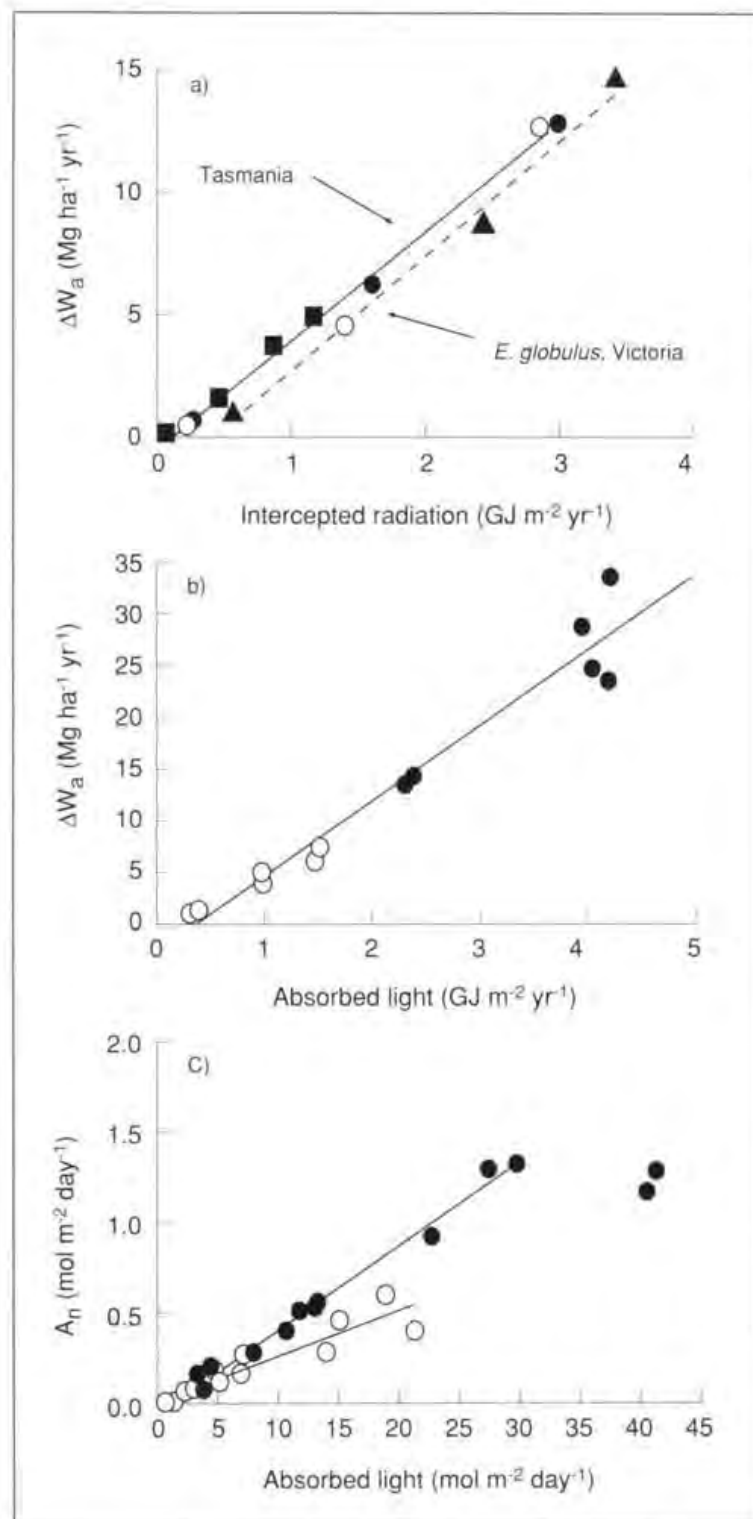 a)
15
10
5
0
ΔWa (Mg ha⁻¹ yr⁻¹)
Tasmania
E. globulus, Victoria
0 1 2 3 4
Intercepted radiation (GJ m⁻² yr⁻¹)
b)
35
30
25
20
15
10
5
0
ΔWa (Mg ha⁻¹ yr⁻¹)
0 1 2 3 4 5
Absorbed light (GJ m⁻² yr⁻¹)
C)
2.0
1.5
1.0
0.5
0.0
An (mol m⁻² day⁻¹)
0 5 10 15 20 25 30 35 40 45
Absorbed light (mol m⁻² day⁻¹)